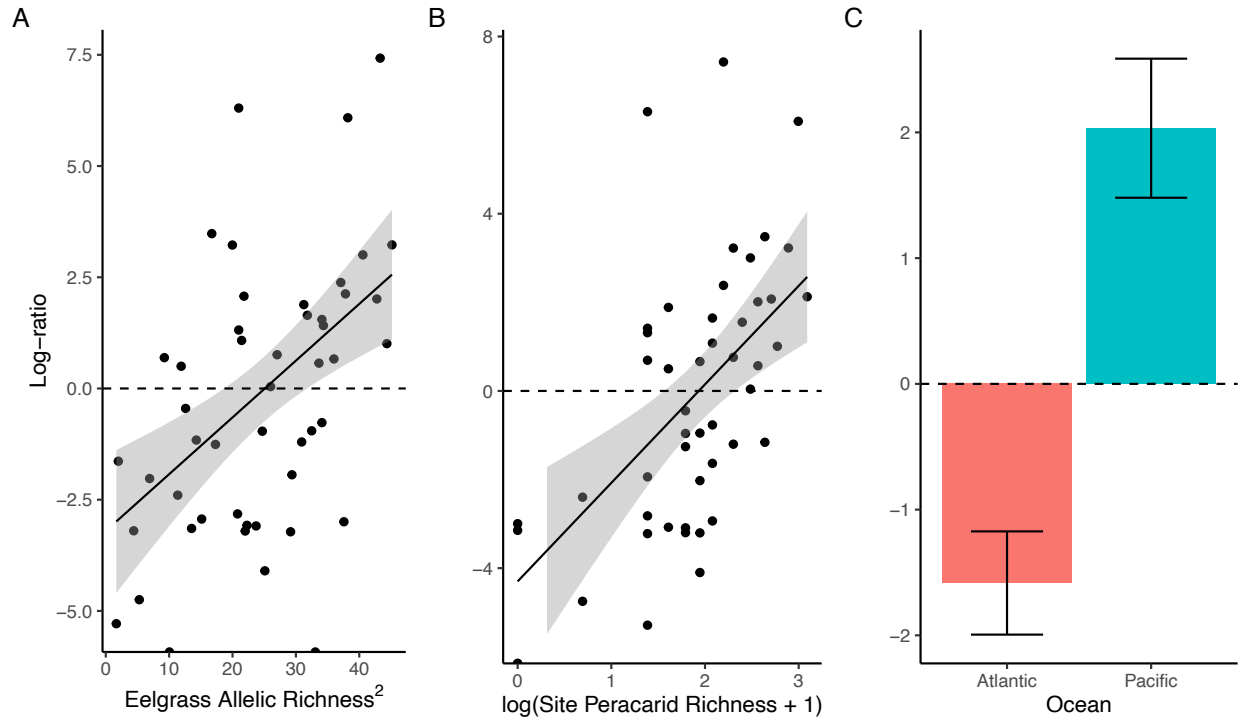 A
7.5
5.0
2.5
0.0
−2.5
−5.0
Log−ratio
0 10 20 30 40
Eelgrass Allelic Richness²
B
8
4
0
−4
0 1 2 3
log(Site Peracarid Richness + 1)
C
2
1
0
−1
−2
Atlantic Pacific
Ocean